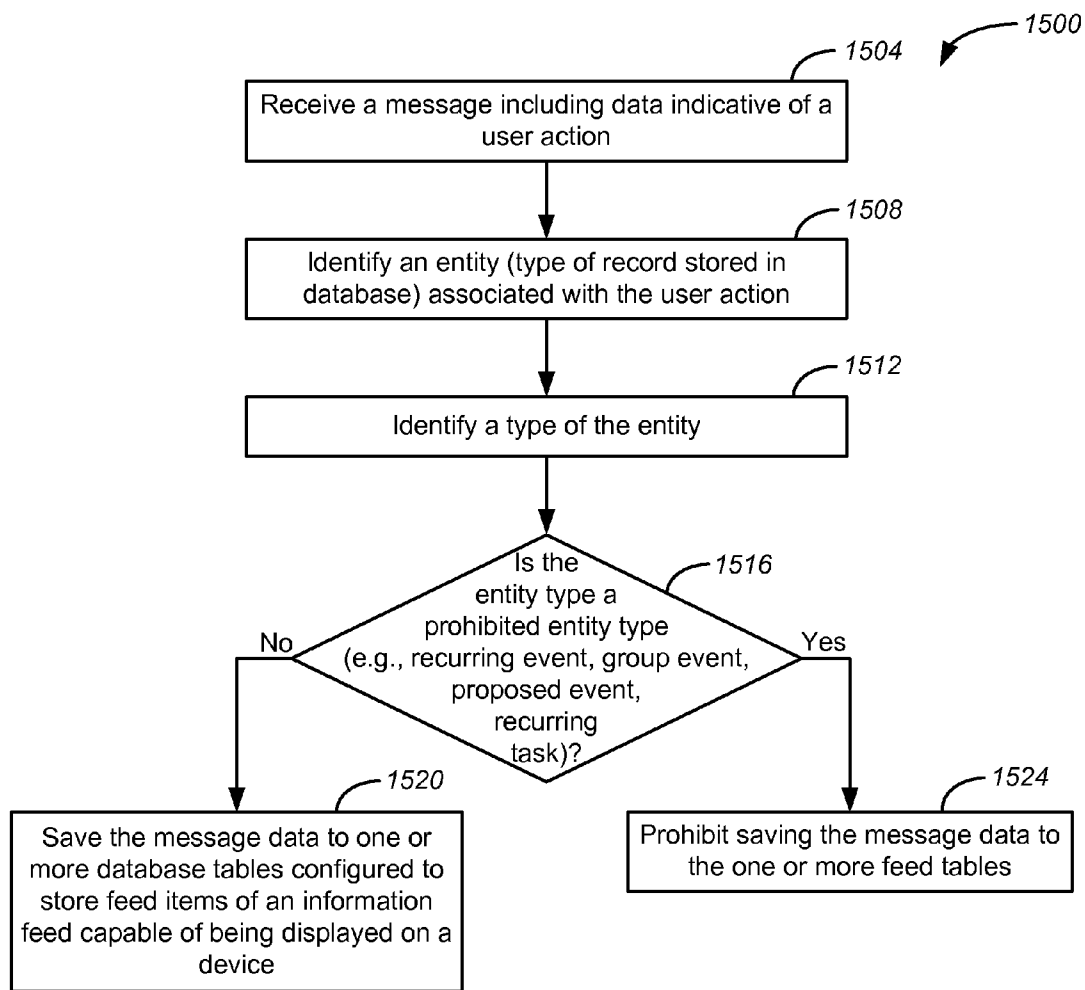 1500
1504
Receive a message including data indicative of a
user action
1508
Identify an entity (type of record stored in
database) associated with the user action
1512
Identify a type of the entity
1516
Is the
entity type a
prohibited entity type
(e.g., recurring event, group event,
proposed event,
recurring
task)?
No
Yes
1520
Save the message data to one or
more database tables configured to
store feed items of an information
feed capable of being displayed on a
device
1524
Prohibit saving the message data to
the one or more feed tables